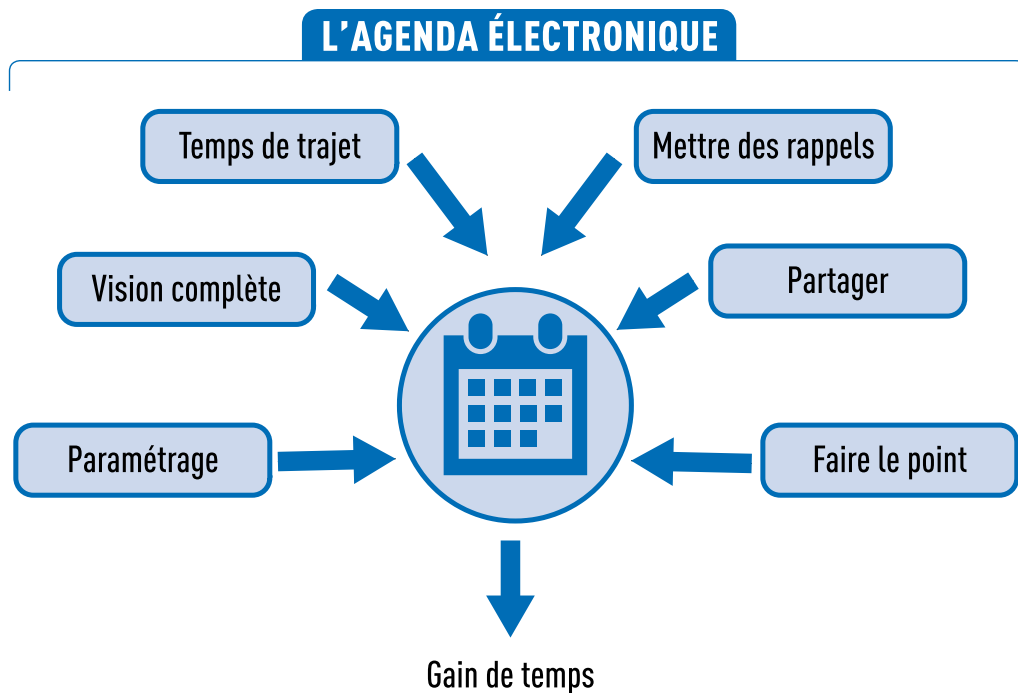 L'AGENDA ÉLECTRONIQUE
Temps de trajet
Mettre des rappels
Vision complète
Partager
Paramétrage
Faire le point
Gain de temps